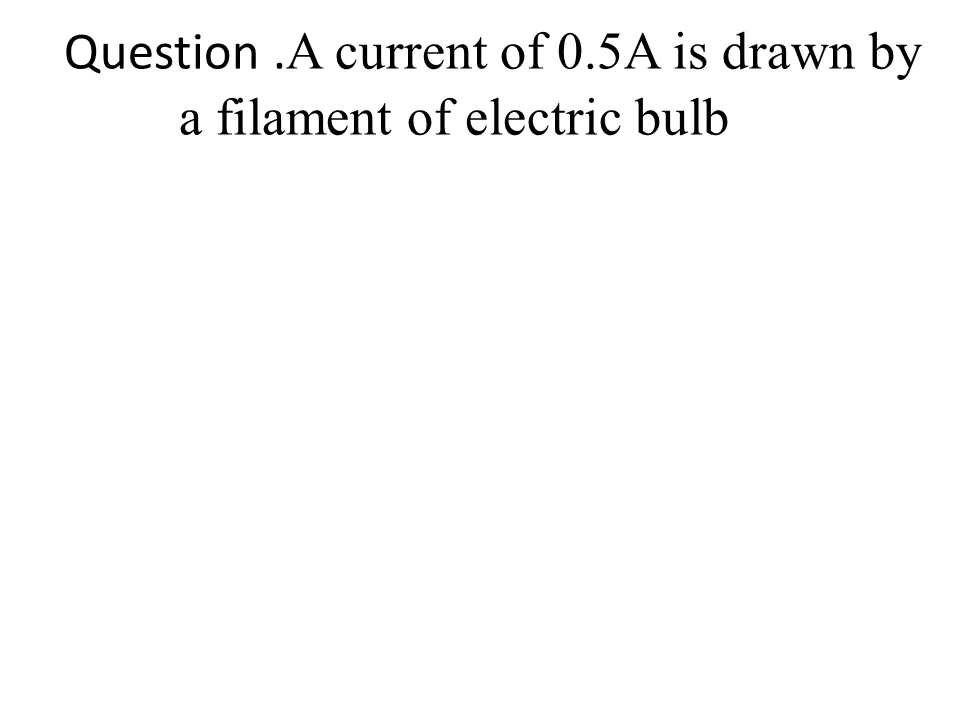 Question .A current of 0.5A is drawn by
a filament of electric bulb